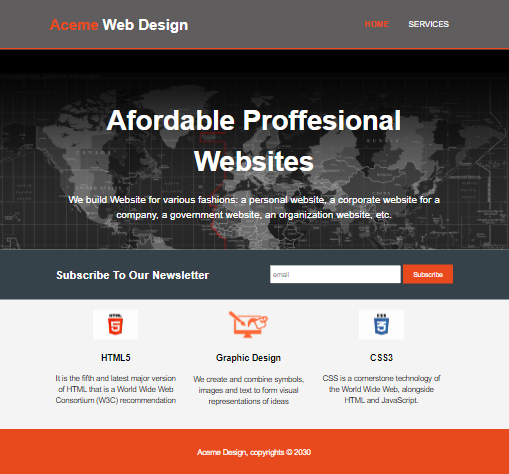 Aceme Web Design
HOME SERVICES
Afordable Proffesional
Websites
We build Website for various fashions: a personal website, a corporate website for a
company, a government website, an organization website, etc.
Subscribe To Our Newsletter
email
Subscribe
HTML
5
HTML5
It is the fifth and latest major version
of HTML that is a World Wide Web
Consortium (W3C) recommendation
Graphic Design
We create and combine symbols,
images and text to form visual
representations of ideas
CSS
3
CSS3
CSS is a cornerstone technology of
the World Wide Web, alongside
HTML and JavaScript.
Aceme Design, copyrights © 2030